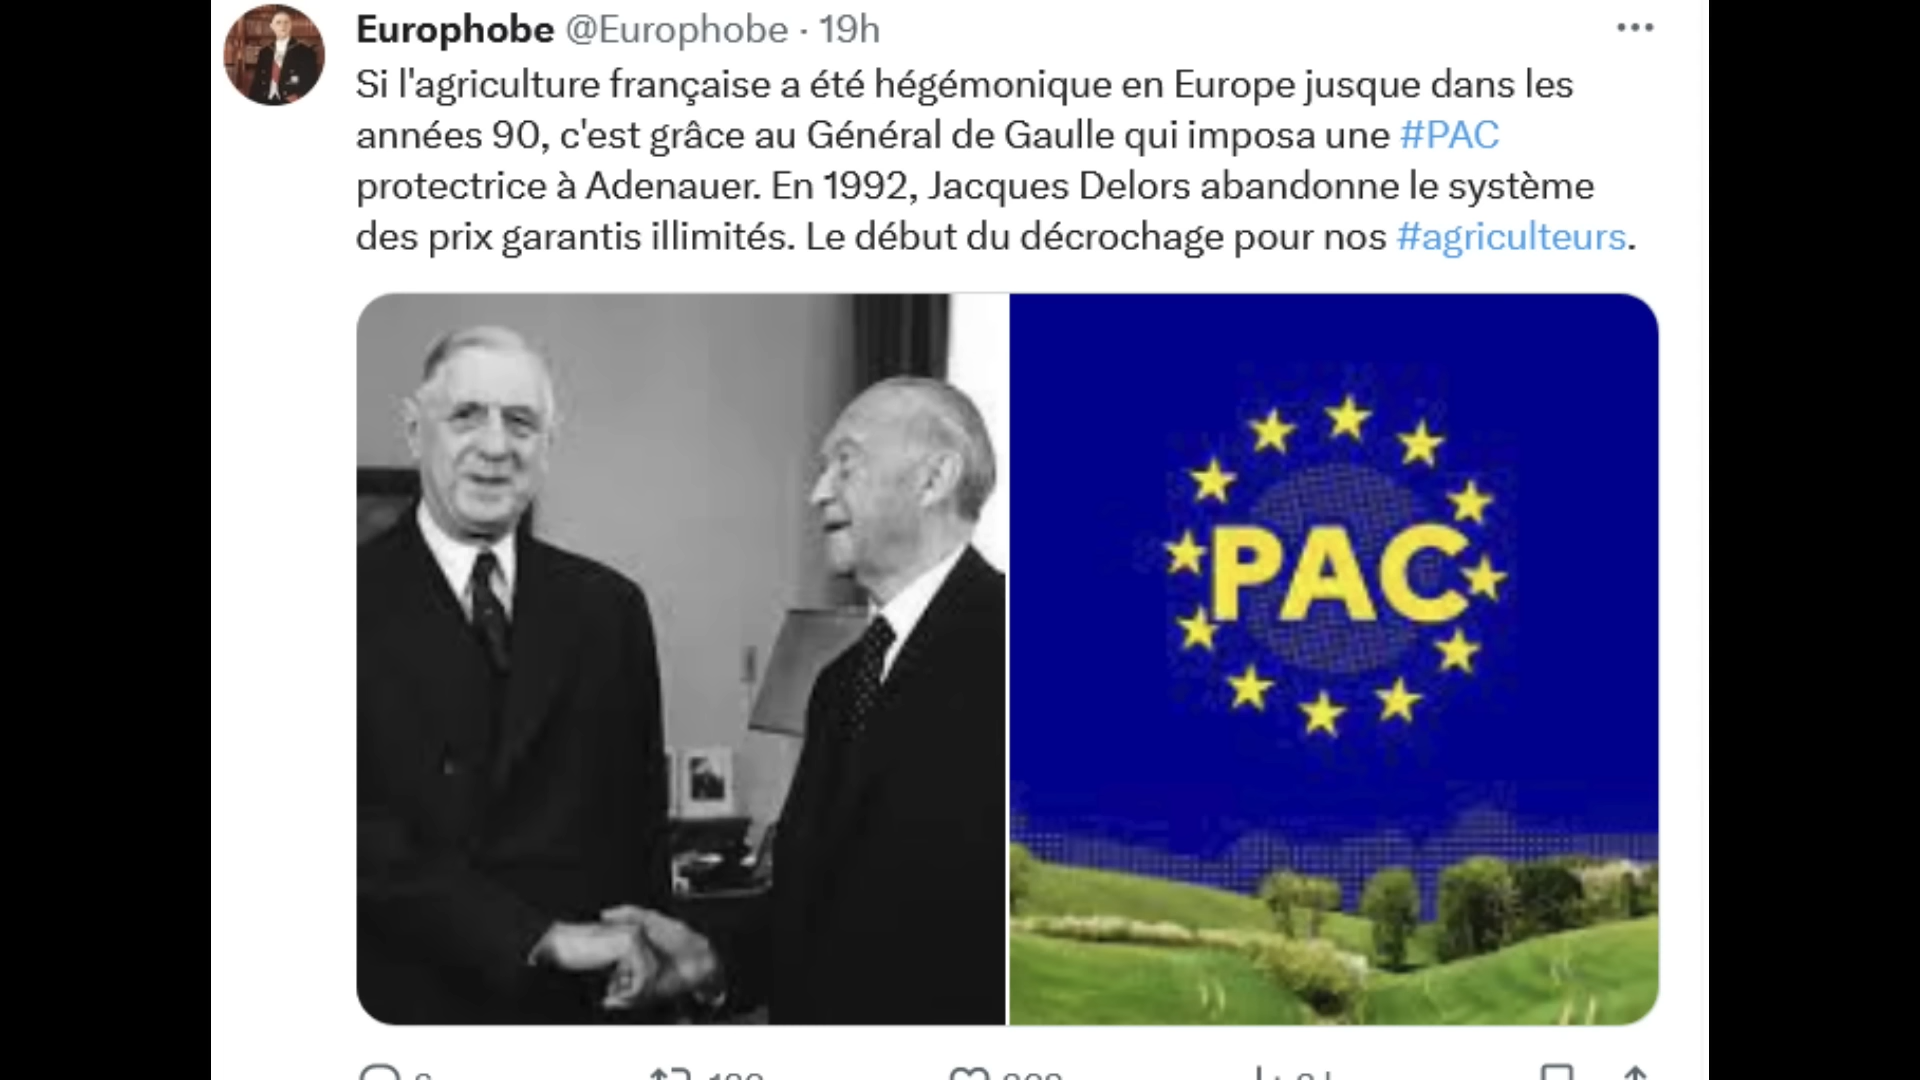 Europhobe @Europhobe · 19h
Si l'agriculture française a été hégémonique en Europe jusque dans les
années 90, c'est grâce au Général de Gaulle qui imposa une #PAC
protectrice à Adenauer. En 1992, Jacques Delors abandonne le système
des prix garantis illimités. Le début du décrochage pour nos #agriculteurs.
PAC